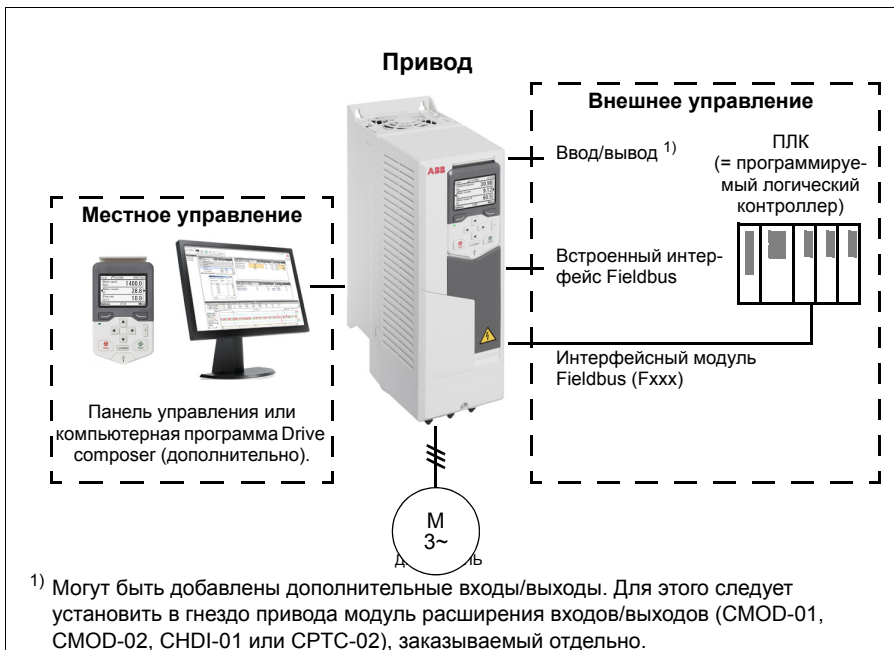 Привод
Местное управление
Панель управления или
компьютерная программа Drive
composer (дополнительно).
ABB
Внешнее управление
Ввод/вывод 1)
Встроенный интер-
фейс Fieldbus
Интерфейсный модуль
Fieldbus (Fxxx)
ПЛК
(= программируе-
мый логический
контроллер)
M
3~
1) Могут быть добавлены дополнительные входы/выходы. Для этого следует
установить в гнездо привода модуль расширения входов/выходов (CMOD-01,
CMOD-02, CHDI-01 или CPTC-02), заказываемый отдельно.